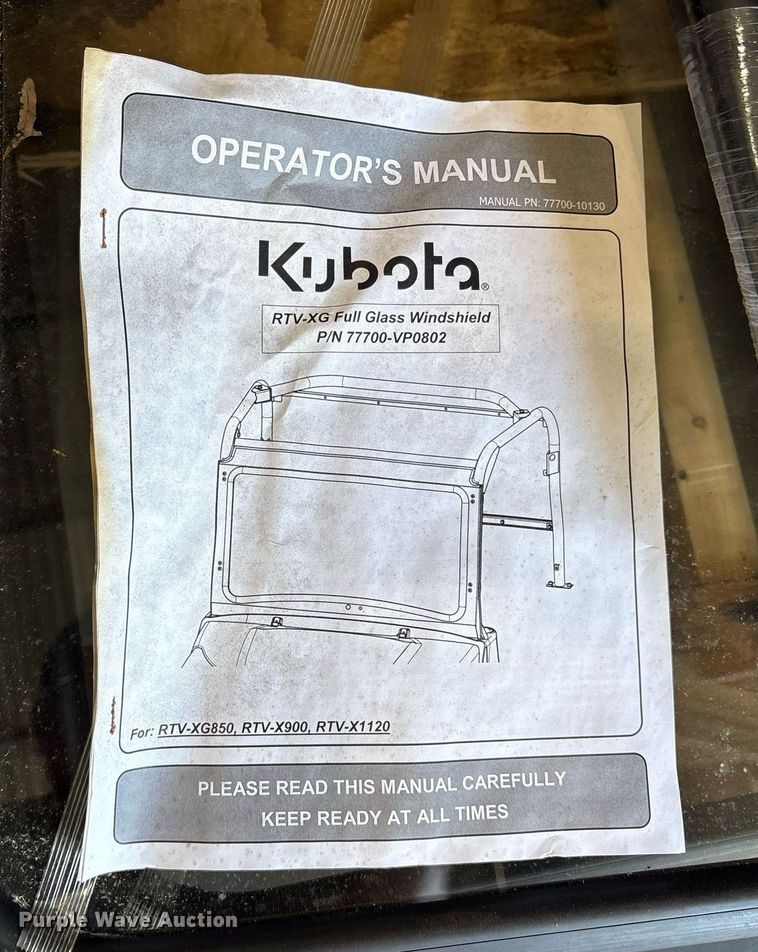 OPERATOR'S MANUAL
MANUAL PN: 77700-10130
Kubota®
RTV-XG Full Glass Windshield
P/N 77700-VP0802
For: RTV-XG850, RTV-X900, RTV-X1120
PLEASE READ THIS MANUAL CAREFULLY
KEEP READY AT ALL TIMES
Purple Wave Auction